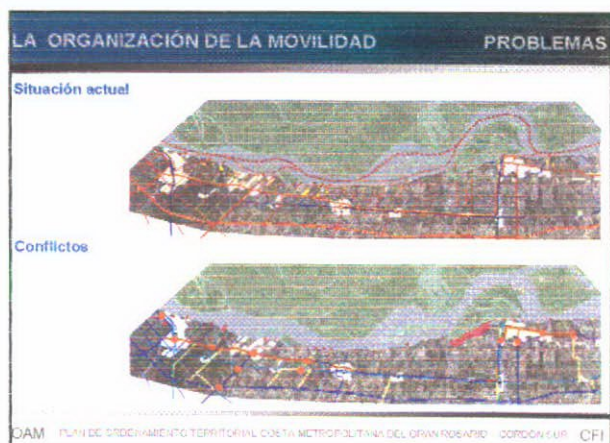 LA ORGANIZACIÓN DE LA MOVILIDAD PROBLEMAS
Situación actual
Conflictos
OAM PLAN DE ORDENAMIENTO TERRITORIAL COSTA METROPOLITANA DEL GRAN ROSARIO - CORDON SUR CFI